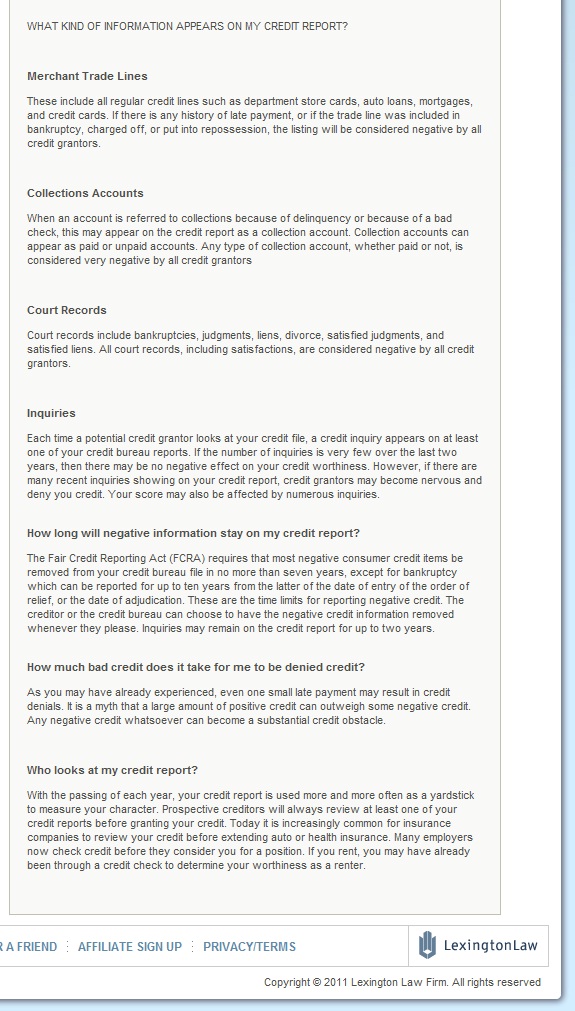 WHAT KIND OF INFORMATION APPEARS ON MY CREDIT REPORT?
Merchant Trade Lines
These include all regular credit lines such as department store cards, auto loans, mortgages,
and credit cards. If there is any history of late payment, or if the trade line was included in
bankruptcy, charged off, or put into repossession, the listing will be considered negative by all
credit grantors.
Collections Accounts
When an account is referred to collections because of delinquency or because of a bad
check, this may appear on the credit report as a collection account. Collection accounts can
appear as paid or unpaid accounts. Any type of collection account, whether paid or not, is
considered very negative by all credit grantors
Court Records
Court records include bankruptcies, judgments, liens, divorce, satisfied judgments, and
satisfied liens. All court records, including satisfactions, are considered negative by all credit
grantors.
Inquiries
Each time a potential credit grantor looks at your credit file, a credit inquiry appears on at least
one of your credit bureau reports. If the number of inquiries is very few over the last two
years, then there may be no negative effect on your credit worthiness. However, if there are
many recent inquiries showing on your credit report, credit grantors may become nervous and
deny you credit. Your score may also be affected by numerous inquiries.
How long will negative information stay on my credit report?
The Fair Credit Reporting Act (FCRA) requires that most negative consumer credit items be
removed from your credit bureau file in no more than seven years, except for bankruptcy
which can be reported for up to ten years from the latter of the date of entry of the order of
relief, or the date of adjudication. These are the time limits for reporting negative credit. The
creditor or the credit bureau can choose to have the negative credit information removed
whenever they please. Inquiries may remain on the credit report for up to two years.
How much bad credit does it take for me to be denied credit?
As you may have already experienced, even one small late payment may result in credit
denials. It is a myth that a large amount of positive credit can outweigh some negative credit.
Any negative credit whatsoever can become a substantial credit obstacle.
Who looks at my credit report?
With the passing of each year, your credit report is used more and more often as a yardstick
to measure your character. Prospective creditors will always review at least one of your
credit reports before granting your credit. Today it is increasingly common for insurance
companies to review your credit before extending auto or health insurance. Many employers
now check credit before they consider you for a position. If you rent, you may have already
been through a credit check to determine your worthiness as a renter.
R A FRIEND AFFILIATE SIGN UP PRIVACY/TERMS LexingtonLaw
Copyright © 2011 Lexington Law Firm. All rights reserved